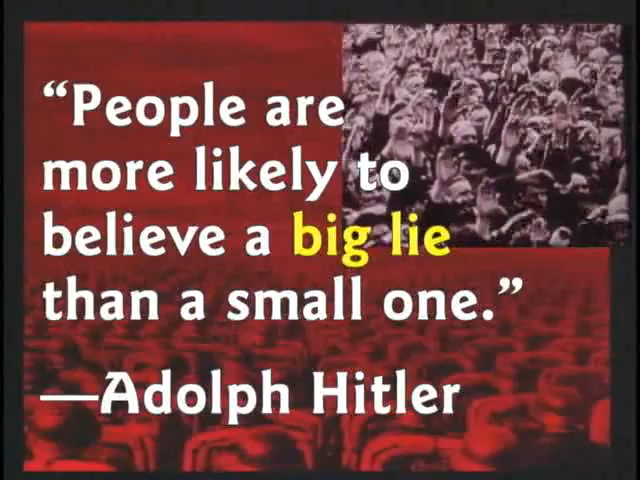 “People are
more likely to
believe a big lie
than a small one.”
—Adolph Hitler